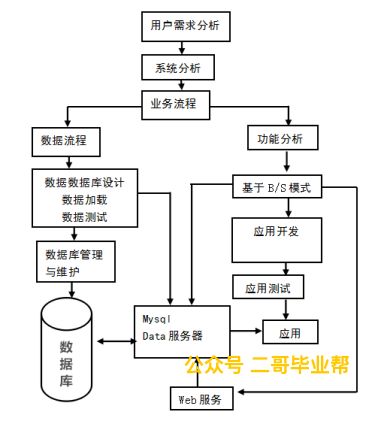 用户需求分析
系统分析
业务流程
数据流程
功能分析
数据数据库设计
数据加载
数据测试
基于 B/S 模式
应用开发
数据库管理
与维护
应用测试
Mysql
Data 服务器
应用
数
据
库
公众号 二哥毕业帮
Web 服务